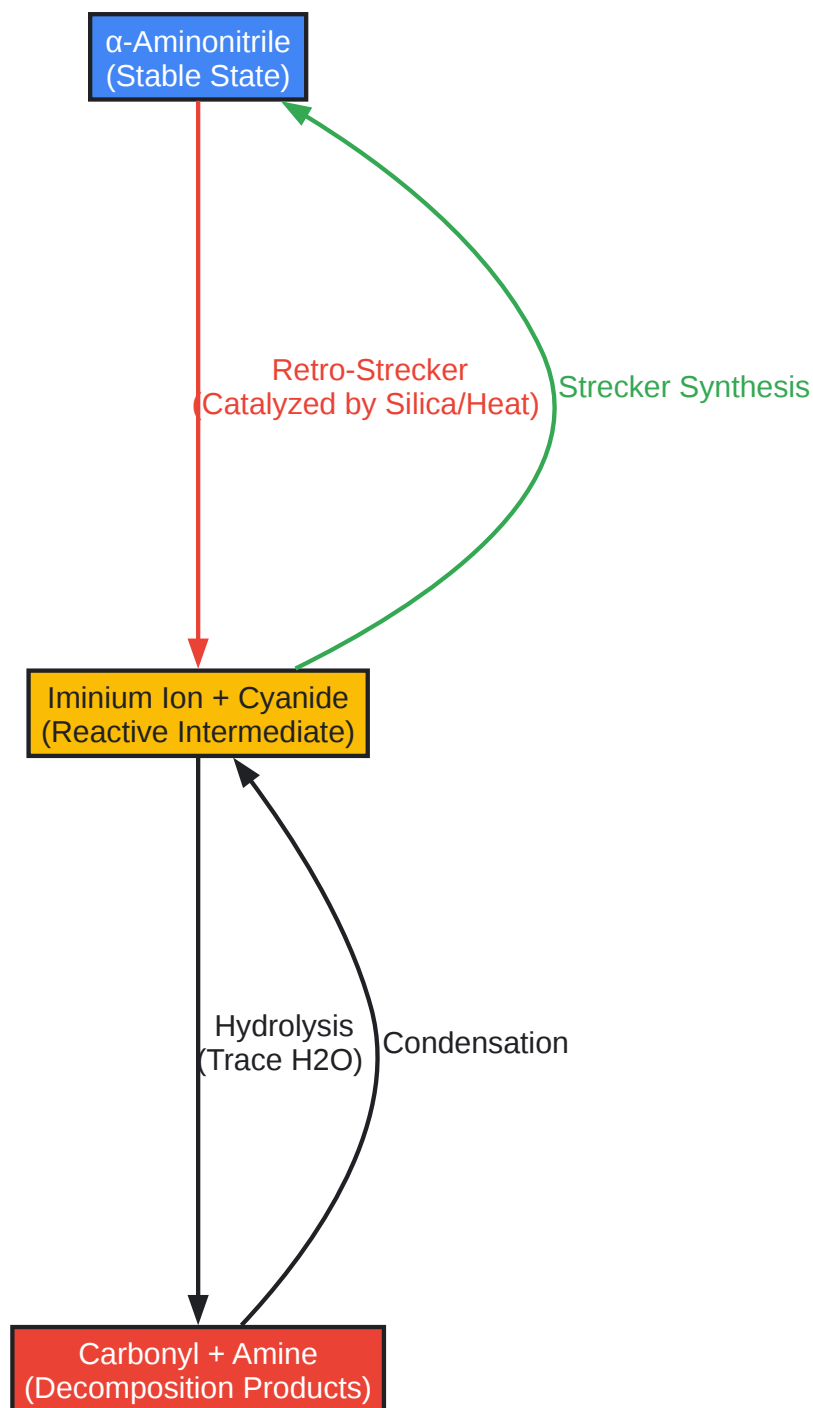 α-Aminonitrile
(Stable State)
Retro-Strecker
(Catalyzed by Silica/Heat)
Strecker Synthesis
Iminium Ion + Cyanide
(Reactive Intermediate)
Hydrolysis
(Trace H2O)
Condensation
Carbonyl + Amine
(Decomposition Products)